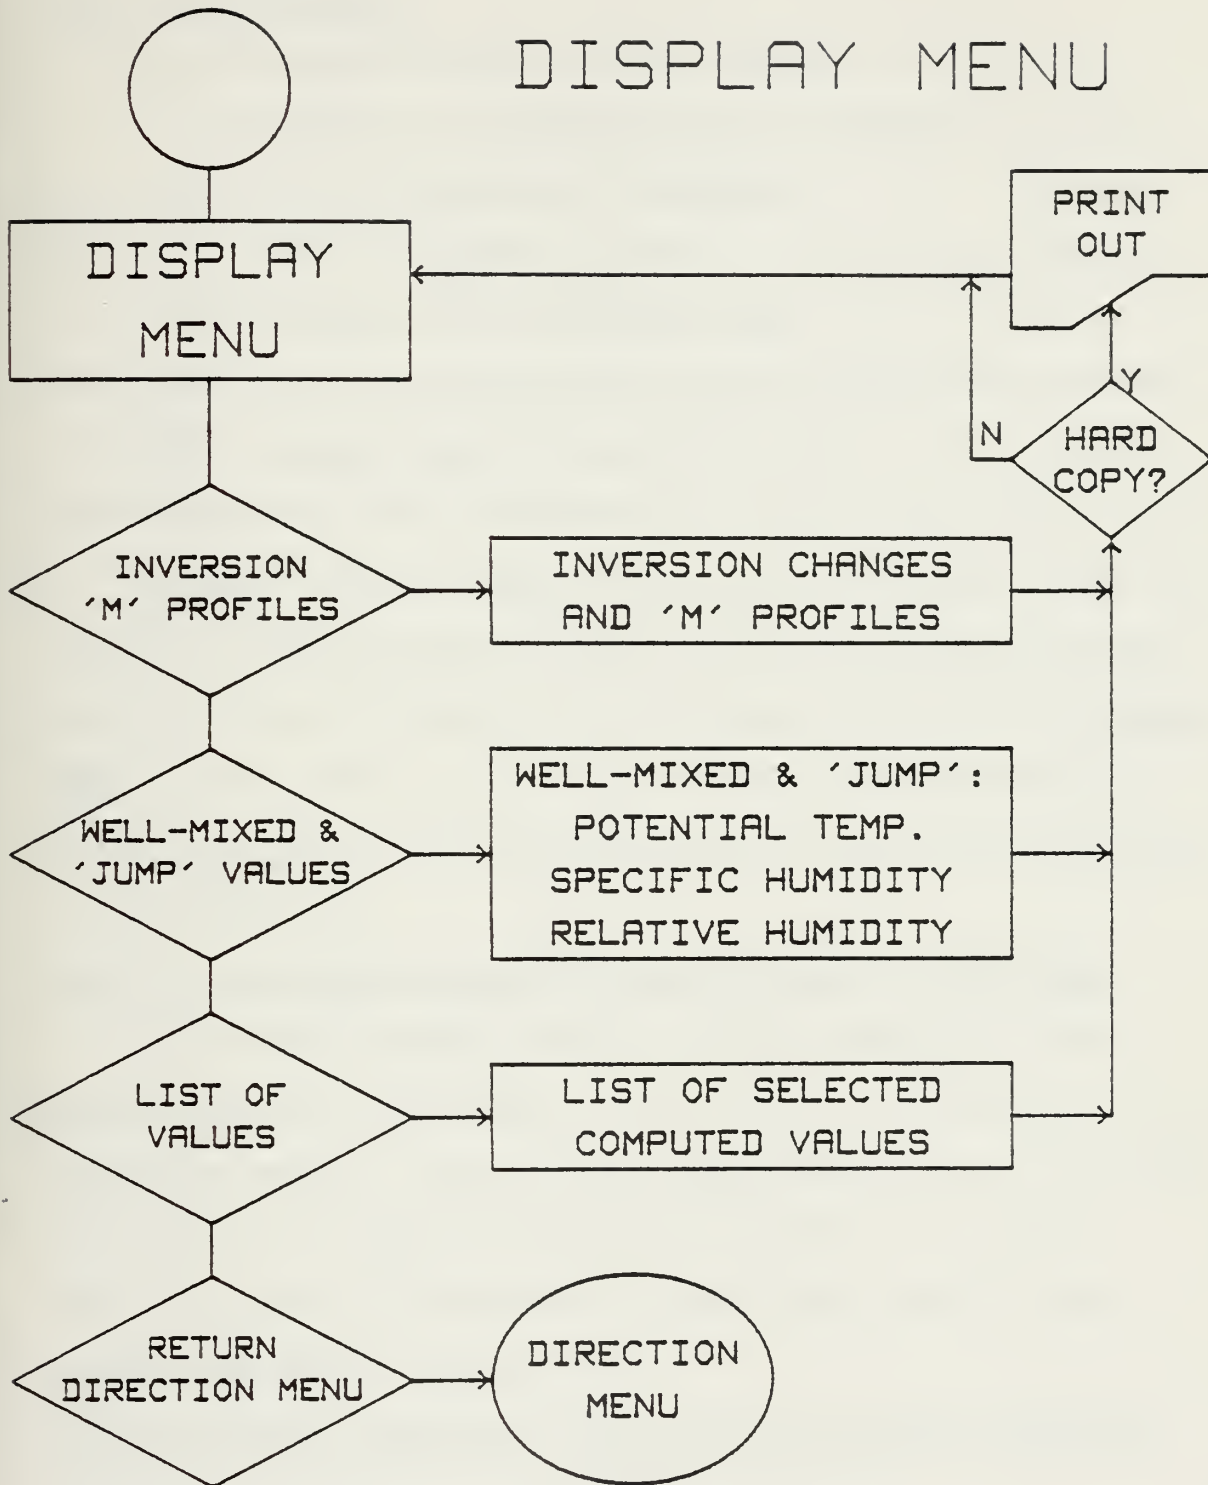 DISPLAY MENU
DISPLAY
MENU
PRINT
OUT
Y
N
HARD
COPY?
INVERSION
'M' PROFILES
INVERSION CHANGES
AND 'M' PROFILES
WELL-MIXED &
'JUMP' VALUES
WELL-MIXED & 'JUMP':
POTENTIAL TEMP.
SPECIFIC HUMIDITY
RELATIVE HUMIDITY
LIST OF
VALUES
LIST OF SELECTED
COMPUTED VALUES
RETURN
DIRECTION MENU
DIRECTION
MENU